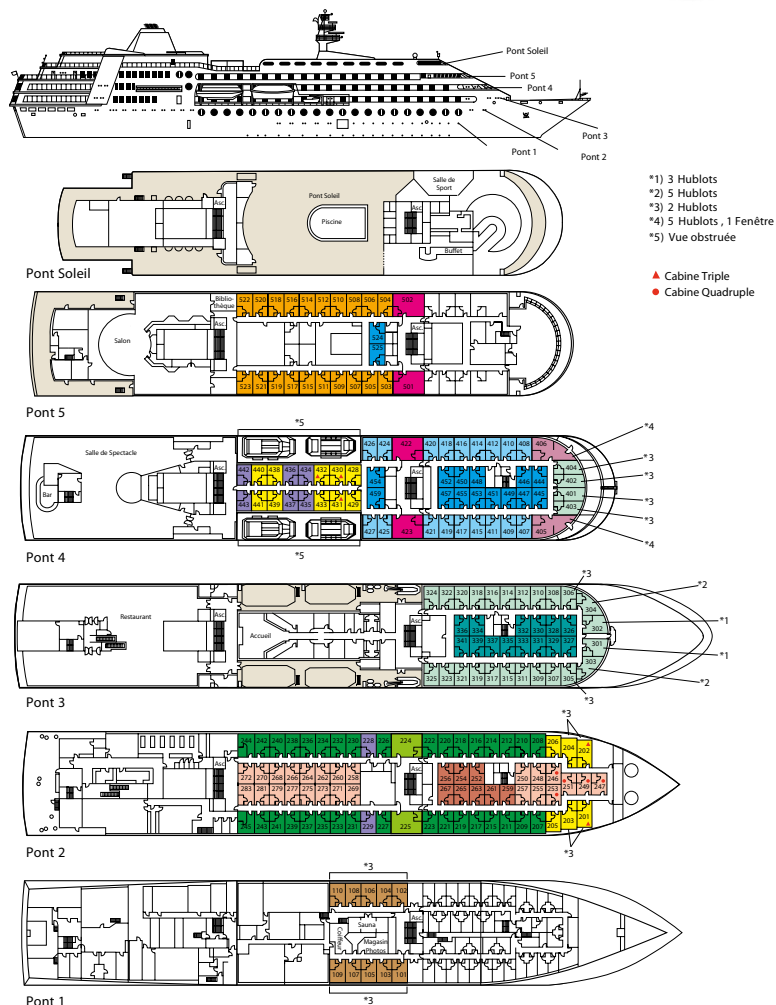 Pont Soleil
Pont 5
Pont 4
Pont 3
Pont 2
Pont 1
*1) 3 Hublots
*2) 5 Hublots
*3) 2 Hublots
*4) 5 Hublots , 1 Fenêtre
*5) Vue obstruée
Cabine Triple
Cabine Quadruple
Salle de
Sport
Pont Soleil
Asc.
Asc.
Piscine
Buffet
Pont Soleil
Biblio-
thèque
522 520 518 516 514 512 510 508 506 504 502
Asc.
Asc.
Salon
524
525
523 521 519 517 515 511 509 507 505 503 501
Pont 5
*5
*4
Salle de Spectacle
426 424 422 420 418 416 414 412 410 408 406
*3
404
*3
442 440 438 436 434 432 430 428
454 Asc. 452 450 448 446 444
402
Bar
459 457 455 453 451 449 447 445
401
*3
443 441 439 437 435 433 431 429
403
*3
427 425 423 421 419 417 415 413 411 409 407 405
*4
*5
Pont 4
*3
*2
324 322 320 318 316 314 312 310 308 306
304
Restaurant
Asc.
Asc.
*1
336 334 332 330 328 326
302
Accueil
341 339 337 335 333 331 329 327
301
*1
303
325 323 321 319 317 315 311 309 307 305
*2
*3
Pont 3
*3
244 242 240 238 236 234 232 230 228 226 224 222 220 218 216 214 212 210 208 206 204 202
Asc.
Asc.
272 270 268 266 264 262 260 258
256 254 252 250 248 246
251 249 247
283 281 279 277 275 273 271 269
267 265 263 261 259 257 255 253
245 243 241 239 237 235 233 231 229 227 225 223 221 219 217 215 211 209 207 205 203 201
*3
Pont 2
*3
110 108 106 104 102
Asc.
Sauna
Coiffeur
Magasin
Photos
109 107 105 103 101
*3
Pont 1